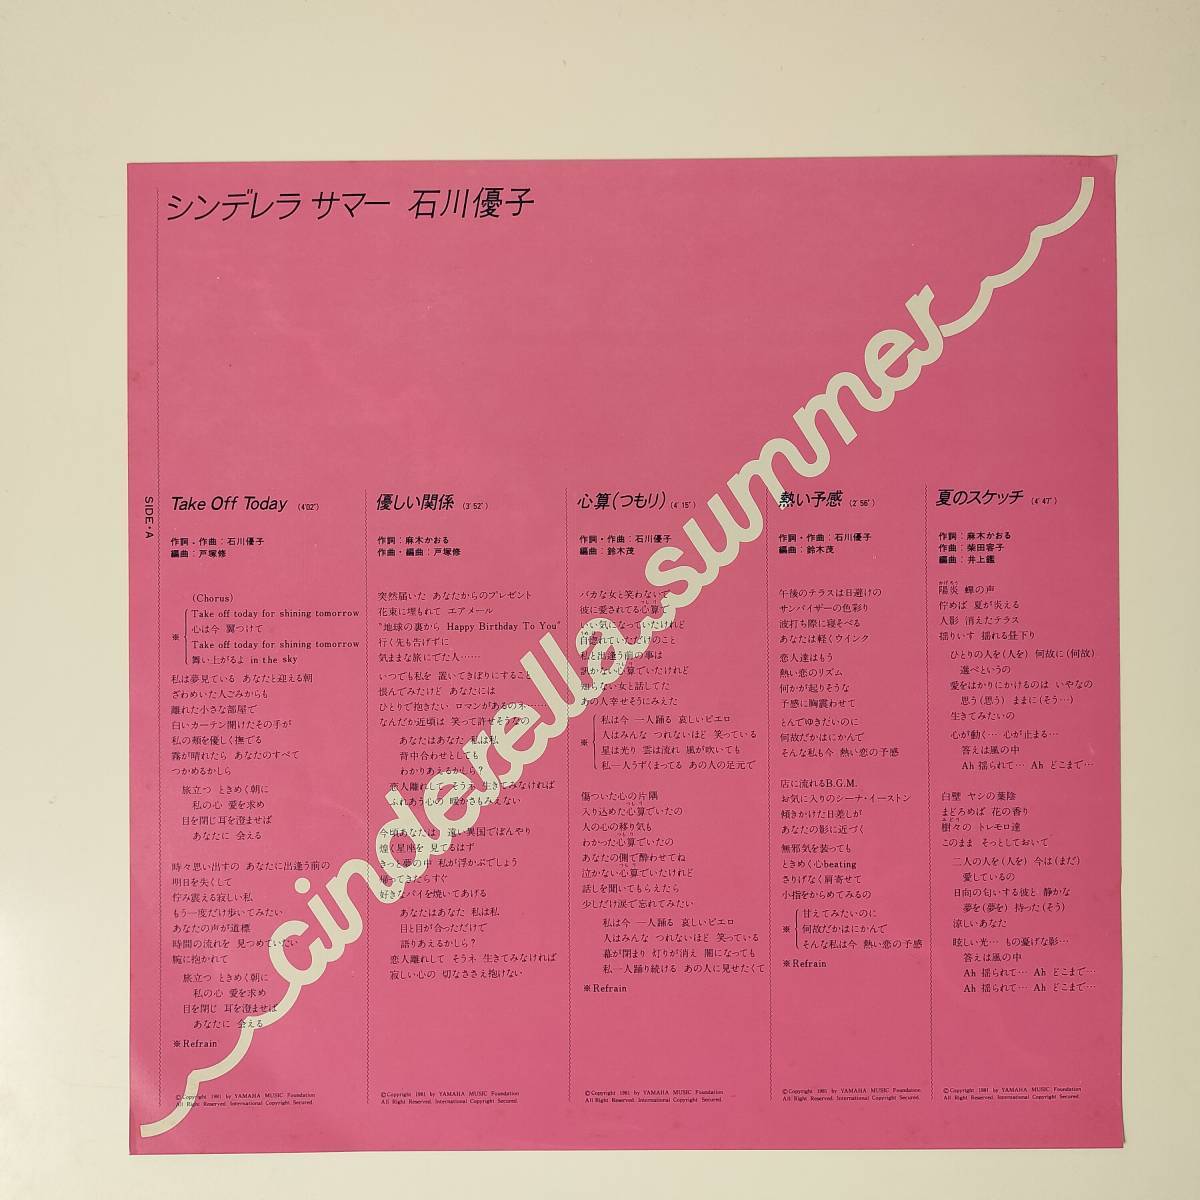 シンデレラ サマー 石川優子
cinderella summer
SIDE・A
Take Off Today (4'02")
作詞・作曲：石川優子
編曲：戸塚修
(Chorus)
※ Take off today for shining tomorrow
心は今 翼つけて
Take off today for shining tomorrow
舞い上がるよ in the sky
私は夢見ている あなたと迎える朝
ざわめいた人ごみからも
離れた小さな部屋で
白いカーテン開けたその手が
私の頬を優しく撫でる
霧が晴れたら あなたのすべて
つかめるかしら
旅立つ ときめく朝に
私の心 愛を求め
目を閉じ 耳を澄ませば
あなたに 会える
時々思い出すの あなたに出逢う前の
明日を失くして
佇み震える寂しい私
もう一度だけ歩いてみたい
あなたの声が道標
時間の流れを 見つめていたい
腕に抱かれて
旅立つ ときめく朝に
私の心 愛を求め
目を閉じ 耳を澄ませば
あなたに 会える
※Refrain
©Copyright 1981 by YAMAHA MUSIC Foundation
All Right Reserved. International Copyright Secured.
優しい関係 (3'52")
作詞：麻木かおる
作曲・編曲：戸塚修
突然届いた あなたからのプレゼント
花束に埋もれて エアメール
"地球の裏から Happy Birthday To You"
行く先も告げずに
気ままな旅にでた人……
いつでも私を 置いてきぼりにすること
恨んでみたけど あなたには
ひとりで抱きたい ロマンがあるのネ……
なんだか近頃は 笑って許せそうなの
あなたはあなた 私は私
背中合わせとしても
わかりあえるかしら？
恋人離れして そうネ 生きてみなければ
ふれあう心の 暖かさもみえない
今頃あなたは 遠い異国でぼんやり
煌く星座を 見てるはず
きっと夢の中 私が浮かぶでしょう
帰ってきたらすぐ
好きなパイを焼いてあげる
あなたはあなた 私は私
目と目が合っただけで
語りあえるかしら？
恋人離れして そうネ 生きてみなければ
寂しい心の 切なささえ抱けない
©Copyright 1981 by YAMAHA MUSIC Foundation
All Right Reserved. International Copyright Secured.
心算(つもり) (4'15")
作詞・作曲：石川優子
編曲：鈴木茂
バカな女と笑わないで
彼に愛されてる心算で
いい気になっていたけれど
自惚れていただけのこと
私と出逢う前の事は
訊かない心算でいたけれど
知らない女と話してた
あの人幸せそうにみえた
※ 私は今 一人踊る 哀しいピエロ
人はみんな つれないほど 笑っている
星は光り 雲は流れ 風が吹いても
私一人うずくまってる あの人の足元で
傷ついた心の片隅
入り込めた心算でいたの
人の心の移り気も
わかった心算でいたの
あなたの側で酔わせてね
泣かない心算でいたけれど
話しを聞いてもらえたら
少しだけ涙で忘れてみたい
私は今 一人踊る 哀しいピエロ
人はみんな つれないほど 笑っている
幕が閉まり 灯りが消え 闇になっても
私一人踊り続ける あの人に見せたくて
※Refrain
©Copyright 1981 by YAMAHA MUSIC Foundation
All Right Reserved. International Copyright Secured.
熱い予感 (2'56")
作詞・作曲：石川優子
編曲：鈴木茂
午後のテラスは日避けの
サンバイザーの色彩り
波打ち際に寝そべる
あなたは軽くウインク
恋人達はもう
熱い恋のリズム
何かが起りそうな
予感に胸震わせて
とんでゆきたいのに
何故だかはにかんで
そんな私も今 熱い恋の予感
店に流れるB.G.M.
お気に入りのシーナ・イーストン
傾きかけた日差しが
あなたの影に近づく
無邪気を装っても
ときめく心beating
さりげなく肩寄せて
小指をからめてみるの
※ 甘えてみたいのに
何故だかはにかんで
そんな私は今 熱い恋の予感
※Refrain
©Copyright 1981 by YAMAHA MUSIC Foundation
All Right Reserved. International Copyright Secured.
夏のスケッチ (4'47")
作詞：麻木かおる
作曲：柴田容子
編曲：井上鑑
陽炎 蝉の声
佇めば 夏が炎える
人影 消えたテラス
揺りいす 揺れる昼下り
ひとりの人を(人を) 何故に(何故)
選べというの
愛をはかりにかけるのは いやなの
思う(思う) ままに(そう…)
生きてみたいの
心が動く… 心が止まる…
答えは風の中
Ah 揺られて… Ah どこまで…
白壁 ヤシの葉陰
まどろめば 花の香り
樹々の トレモロ達
このまま そっとしておいて
二人の人を(人を) 今は(まだ)
愛しているの
日向の匂いする彼と 静かな
夢を(夢を) 持った(そう)
涼しいあなた
眩しい光… もの憂げな影…
答えは風の中
Ah 揺られて… Ah どこまで…
Ah 揺られて… Ah どこまで…
©Copyright 1981 by YAMAHA MUSIC Foundation
All Right Reserved. International Copyright Secured.